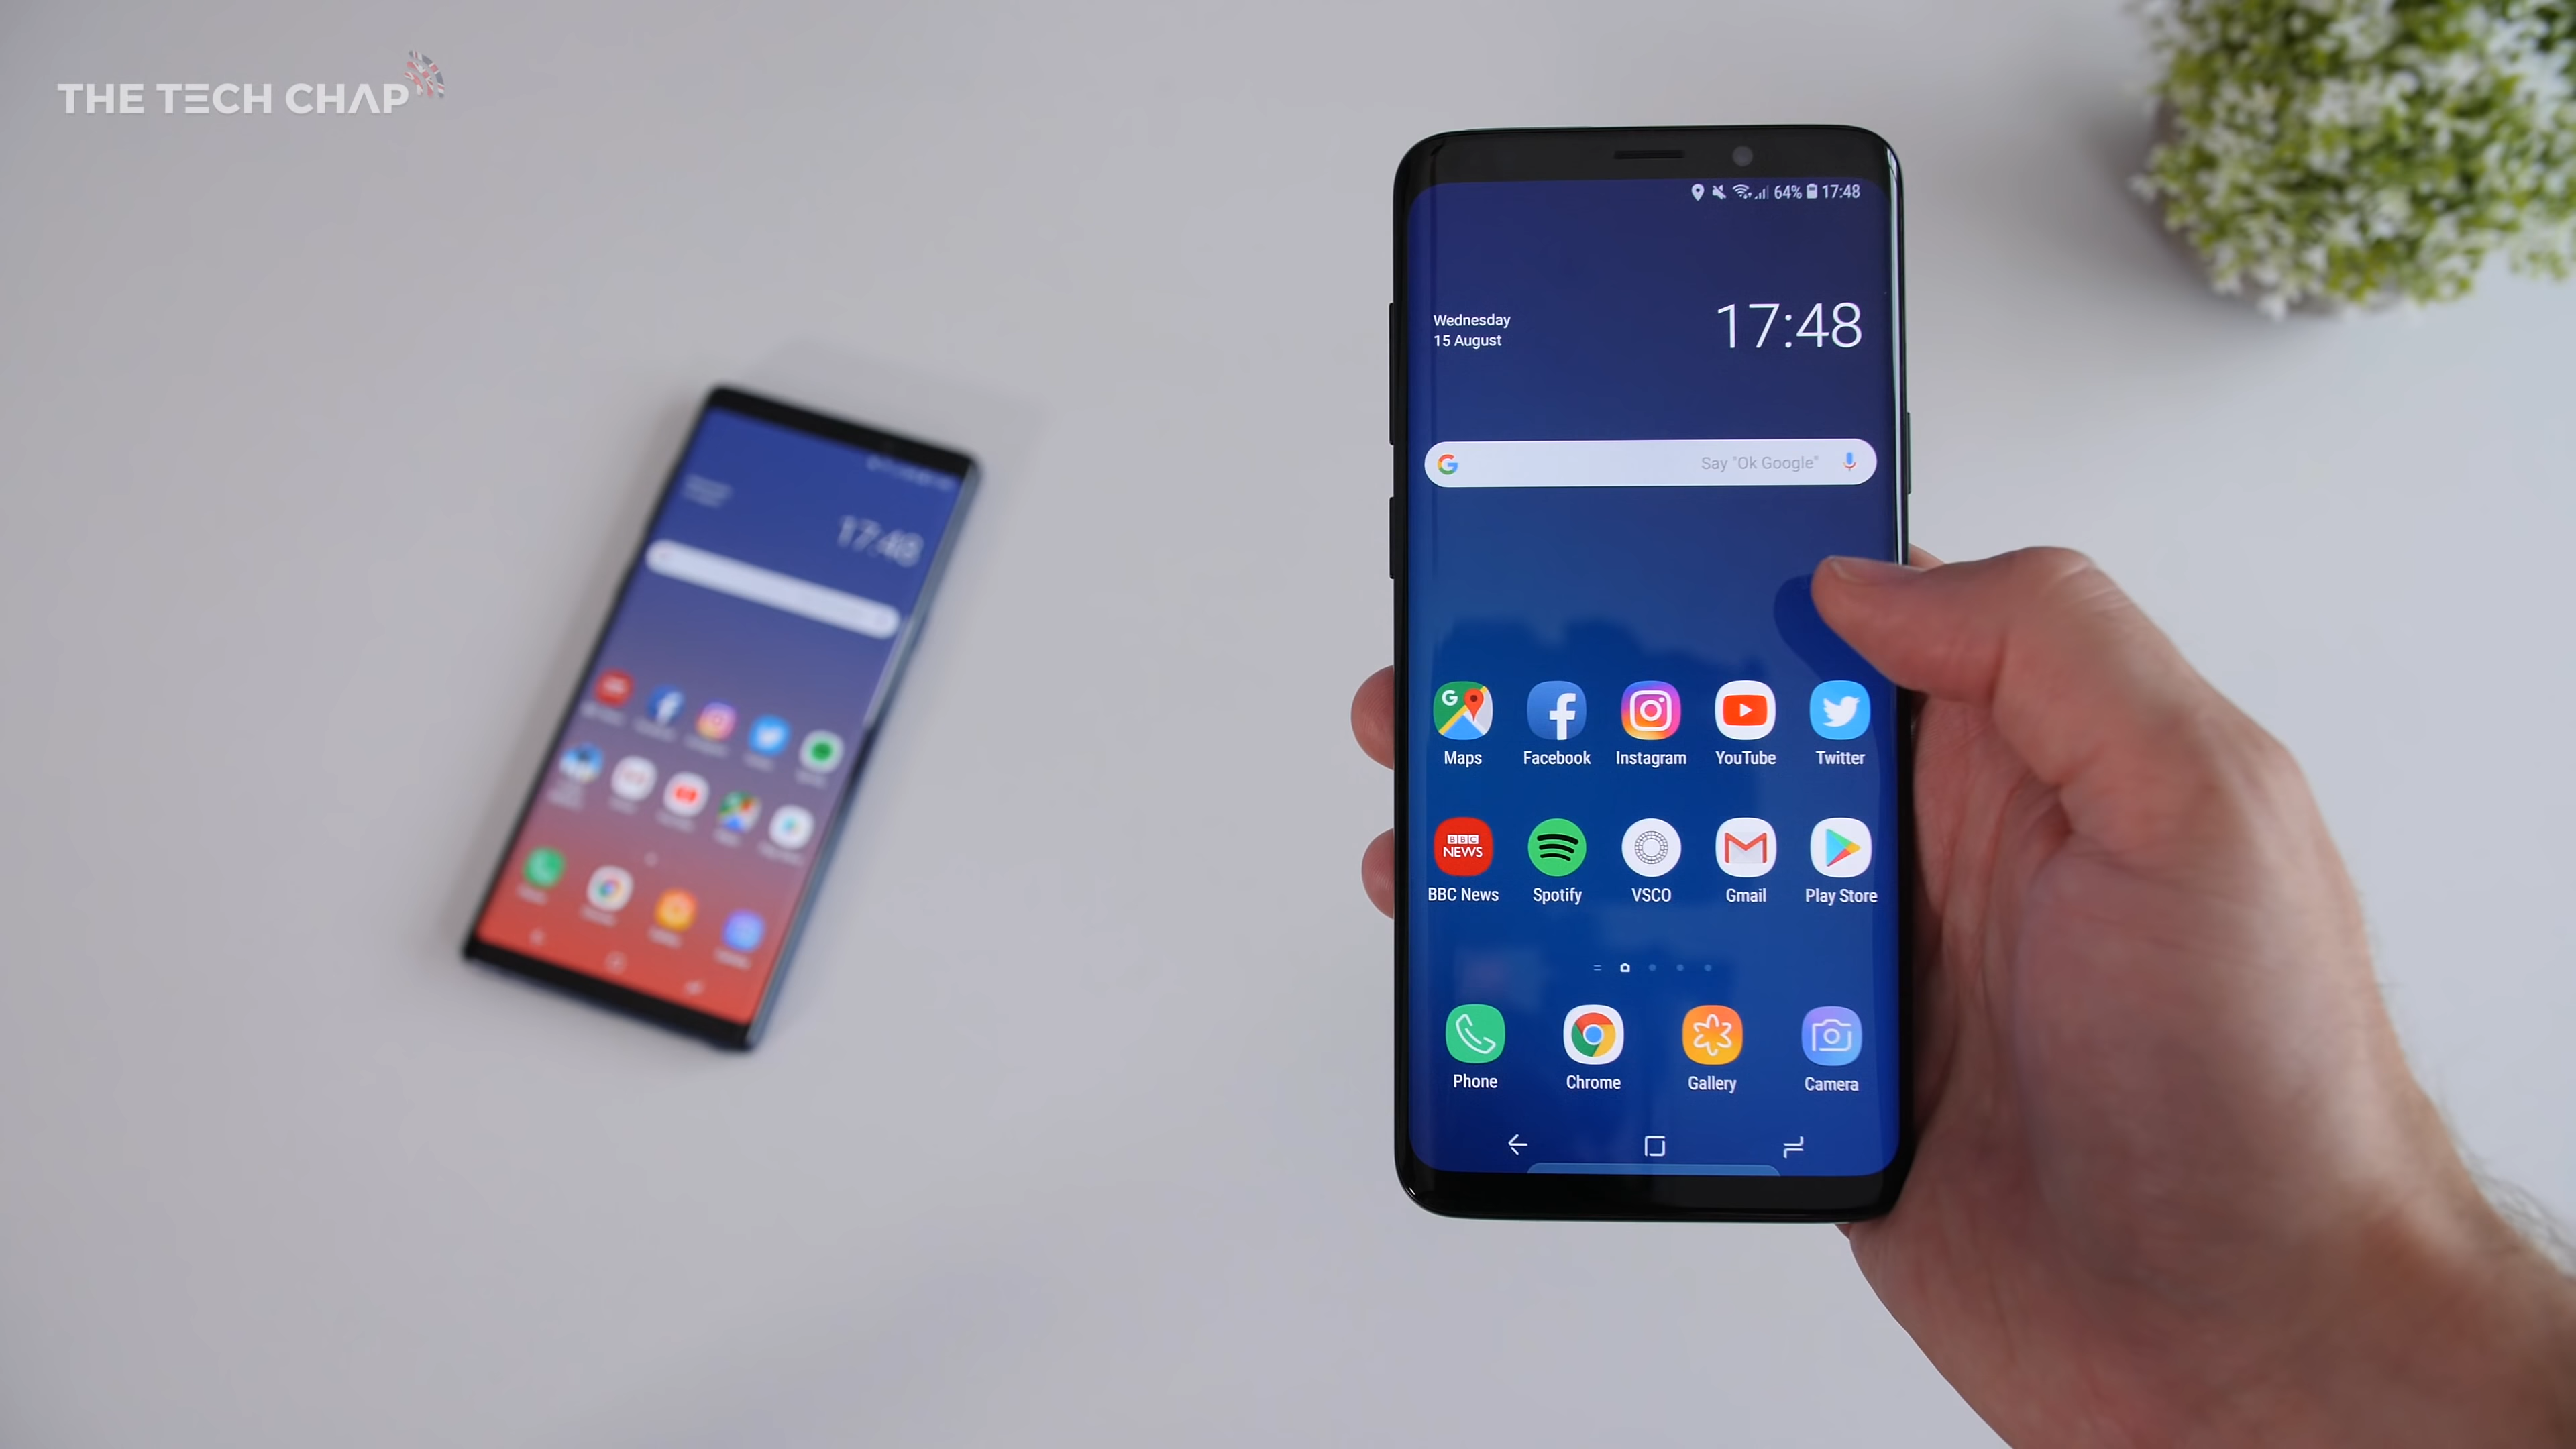 THE TECH CHAP
64% 17:48
Wednesday
15 August
17:48
Say "Ok Google"
Maps Facebook Instagram YouTube Twitter
BBC
NEWS
BBC News Spotify VSCO Gmail Play Store
Phone Chrome Gallery Camera
17:48